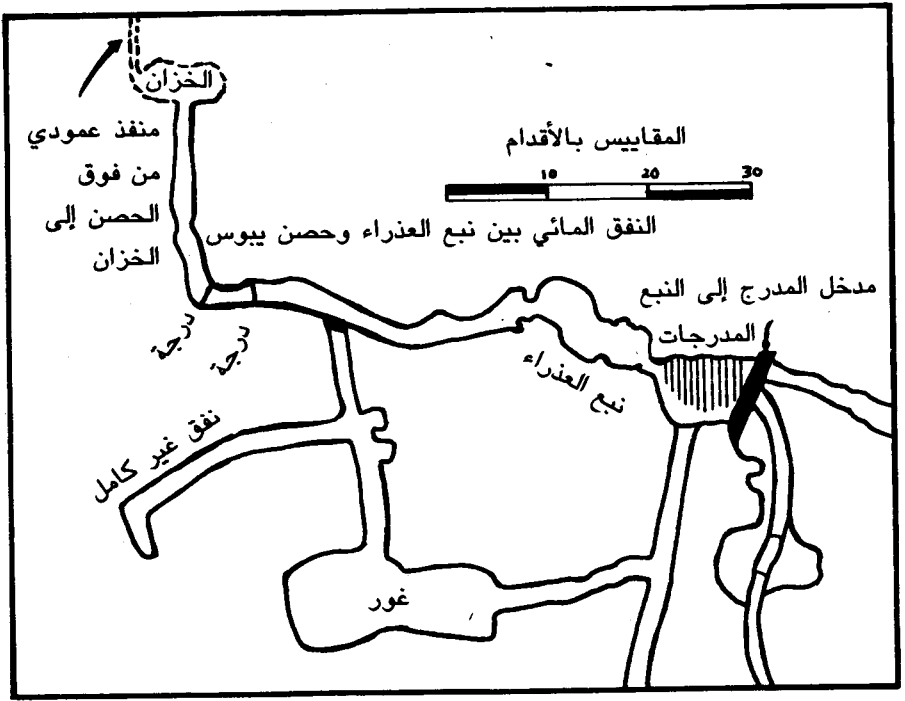 الخزان
منفذ عمودي
من فوق
الحصن إلى
الخزان
المقاييس بالأقدام
10 20 30
النفق المائي بين نبع العذراء وحصن يبوس
مدخل المدرج إلى النبع
المدرجات
درجة
درجة
نبع العذراء
نفق غير كامل
غور